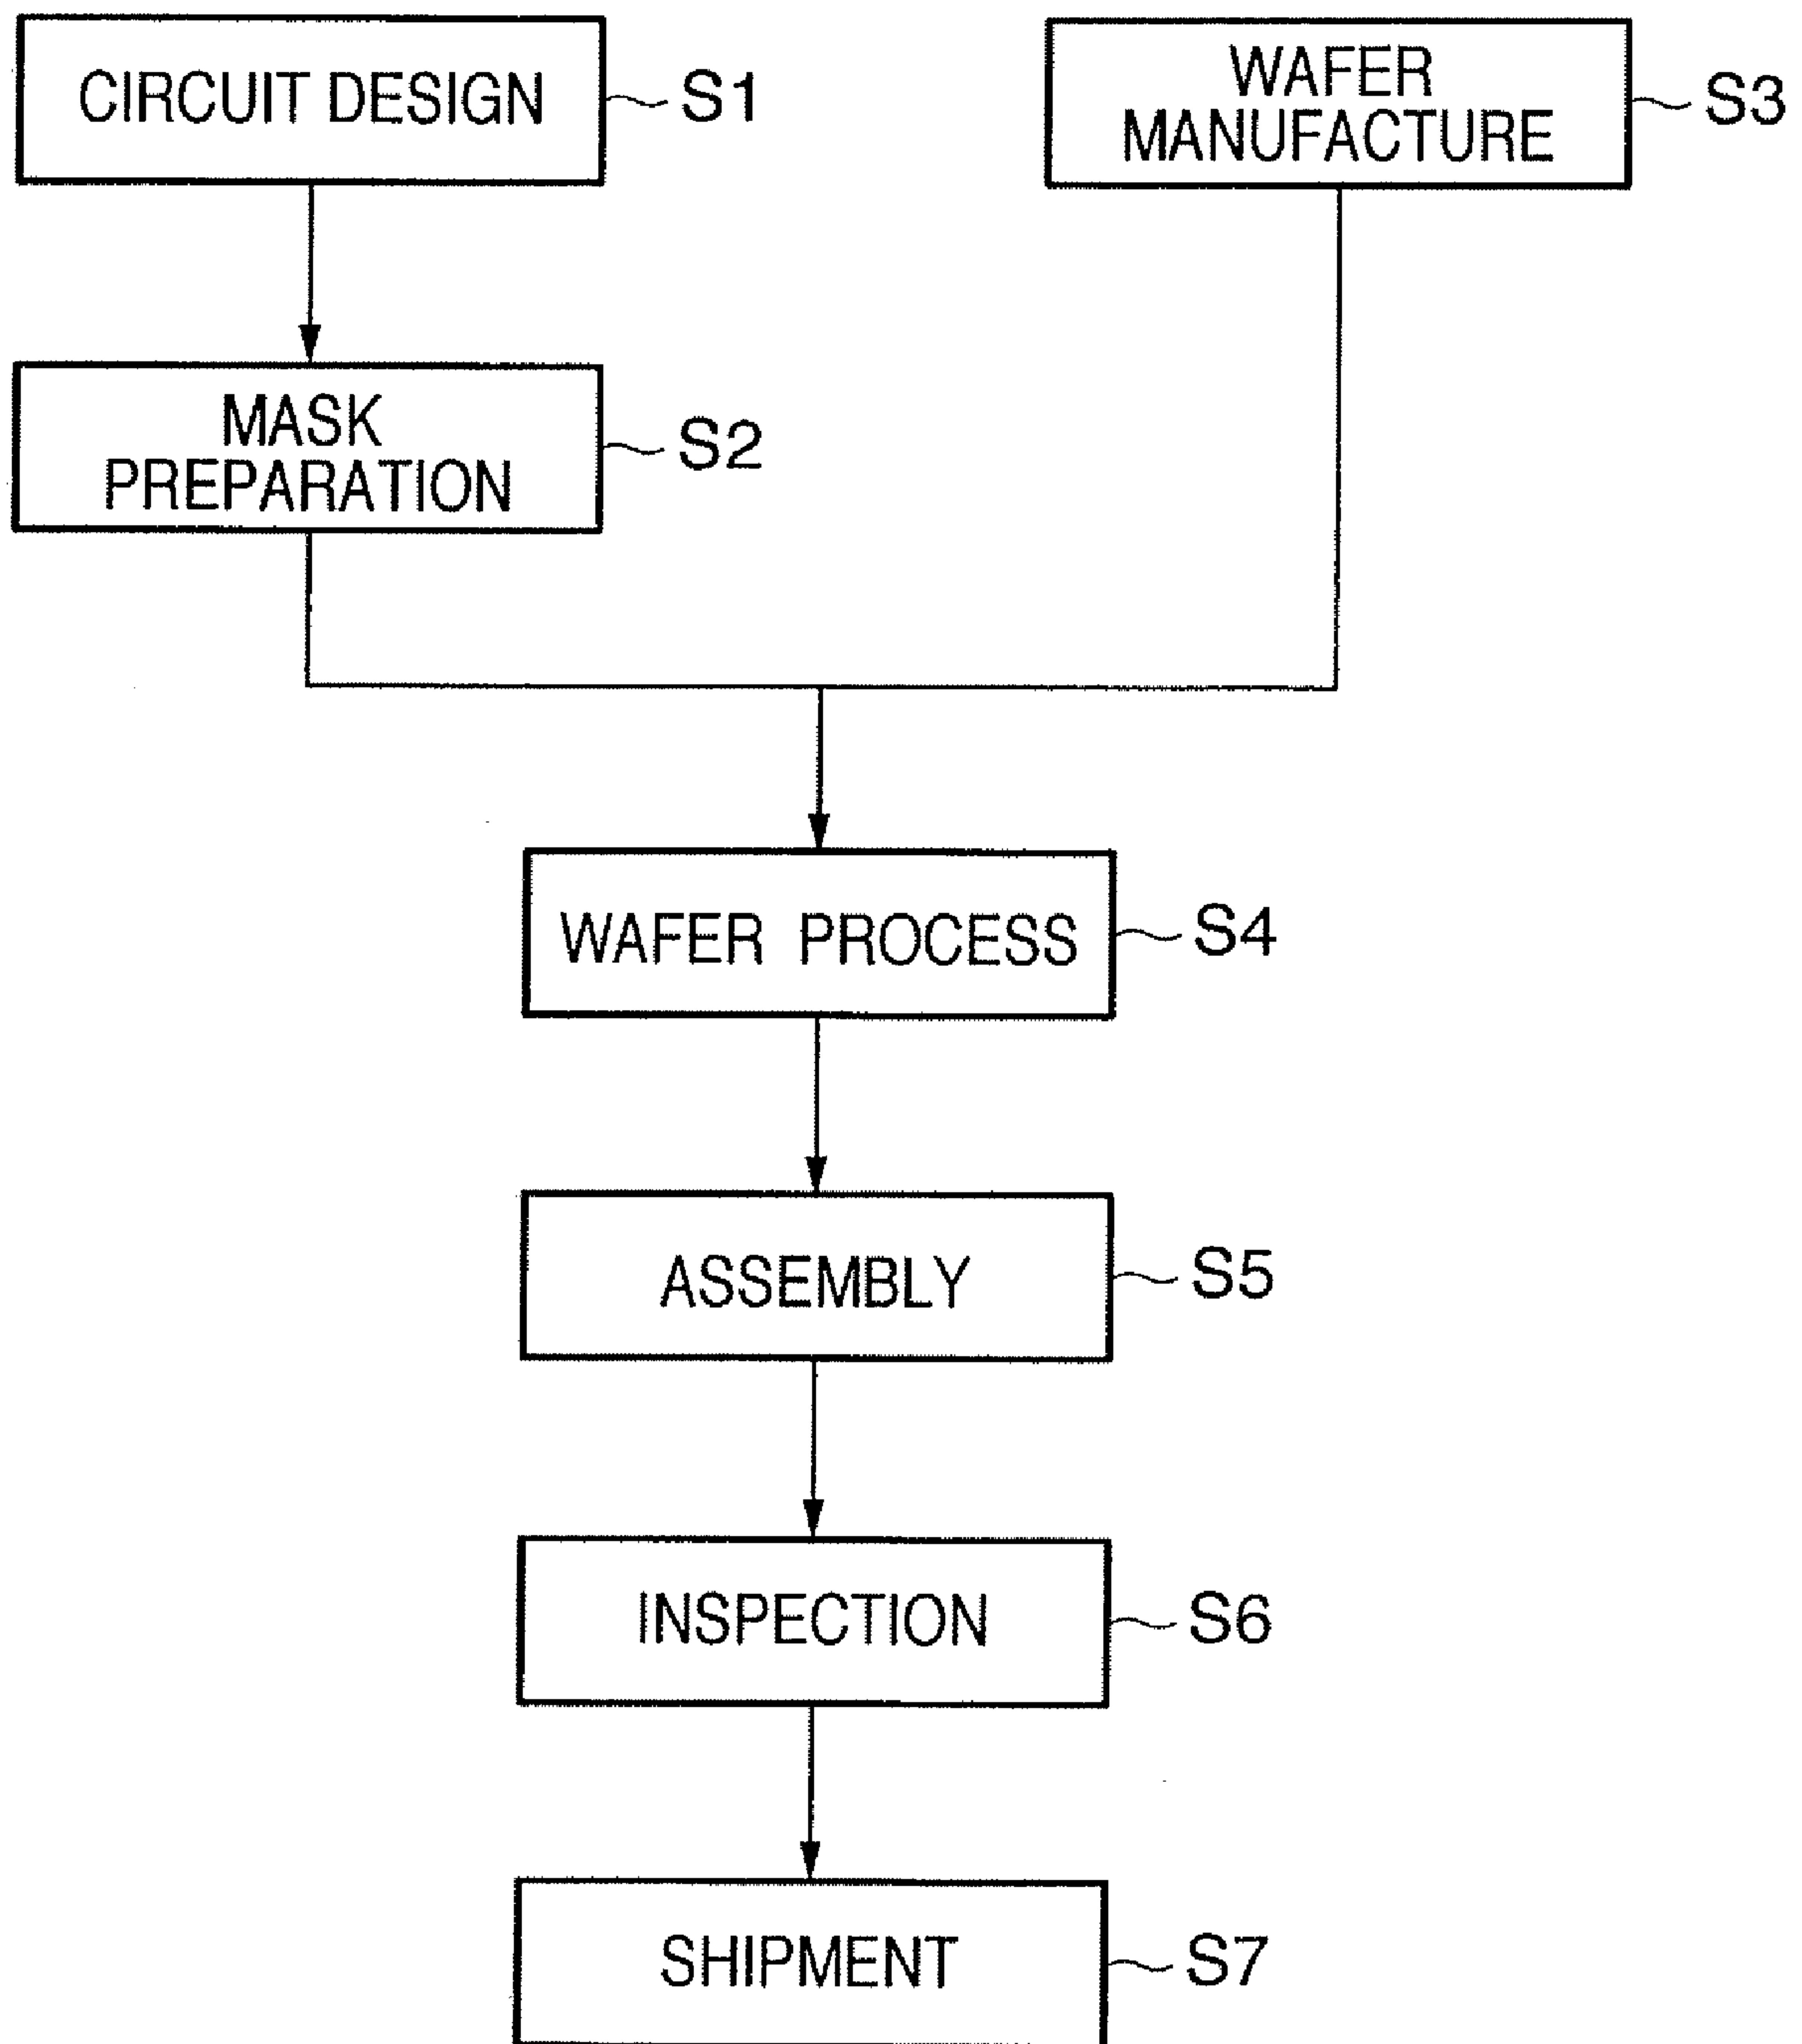 CIRCUIT DESIGN
S1
WAFER
MANUFACTURE
S3
MASK
PREPARATION
S2
WAFER PROCESS
S4
ASSEMBLY
S5
INSPECTION
S6
SHIPMENT
S7